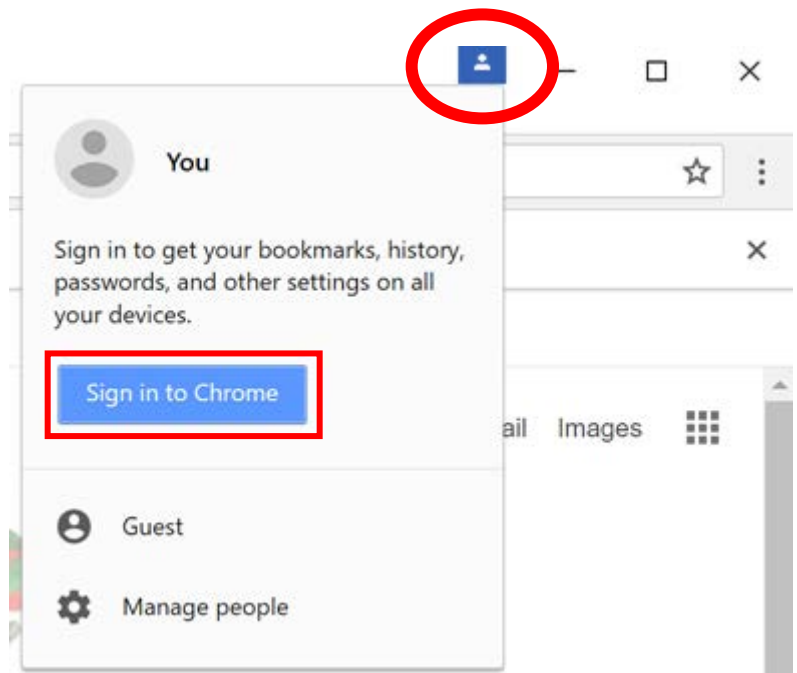 You
Sign in to get your bookmarks, history,
passwords, and other settings on all
your devices.
Sign in to Chrome
Images
Guest
Manage people